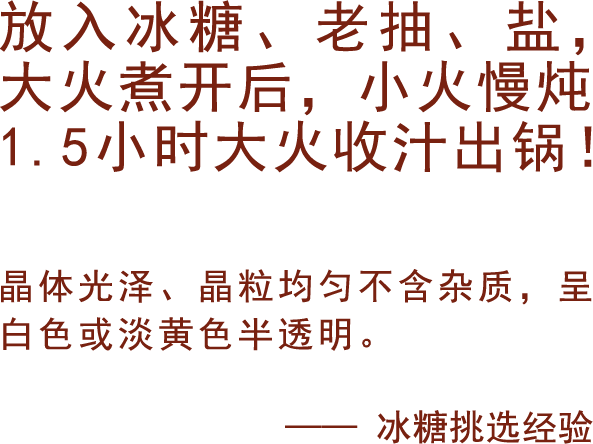 放入冰糖、老抽、盐，
大火煮开后，小火慢炖
1.5小时大火收汁出锅！
晶体光泽、晶粒均匀不含杂质，呈
白色或淡黄色半透明。
—— 冰糖挑选经验